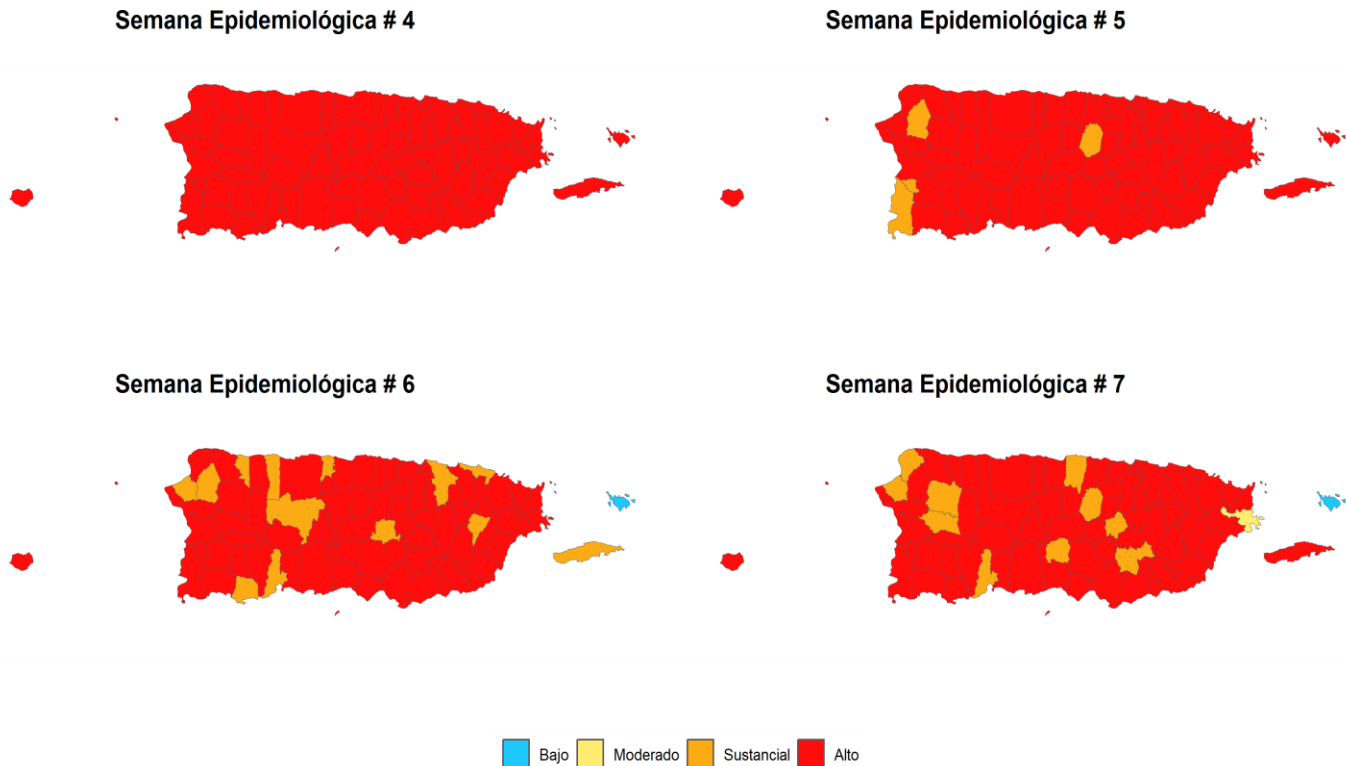 Semana Epidemiológica # 4
Semana Epidemiológica # 5
Semana Epidemiológica # 6
Semana Epidemiológica # 7
Bajo Moderado Sustancial Alto